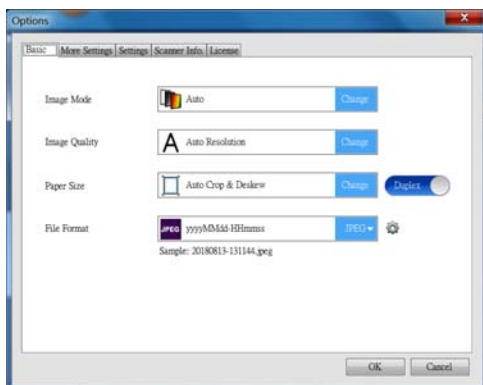 Options
Basic More Settings Settings Scanner Info. License
Image Mode Auto Change
Image Quality A Auto Resolution Change
Paper Size Auto Crop & Deskew Change Duplex
File Format JPEG yyyyMMdd-HHmmss JPEG
Sample: 20180813-131144.jpeg
OK Cancel